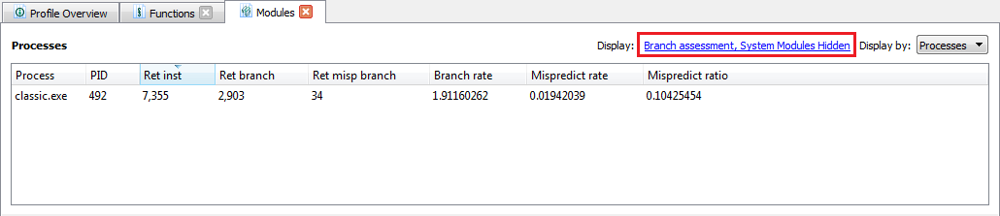 Profile Overview Functions Modules
Processes Display: Branch assessment, System Modules Hidden Display by: Processes
Process PID Ret inst Ret branch Ret misp branch Branch rate Mispredict rate Mispredict ratio
classic.exe 492 7,355 2,903 34 1.91160262 0.01942039 0.10425454